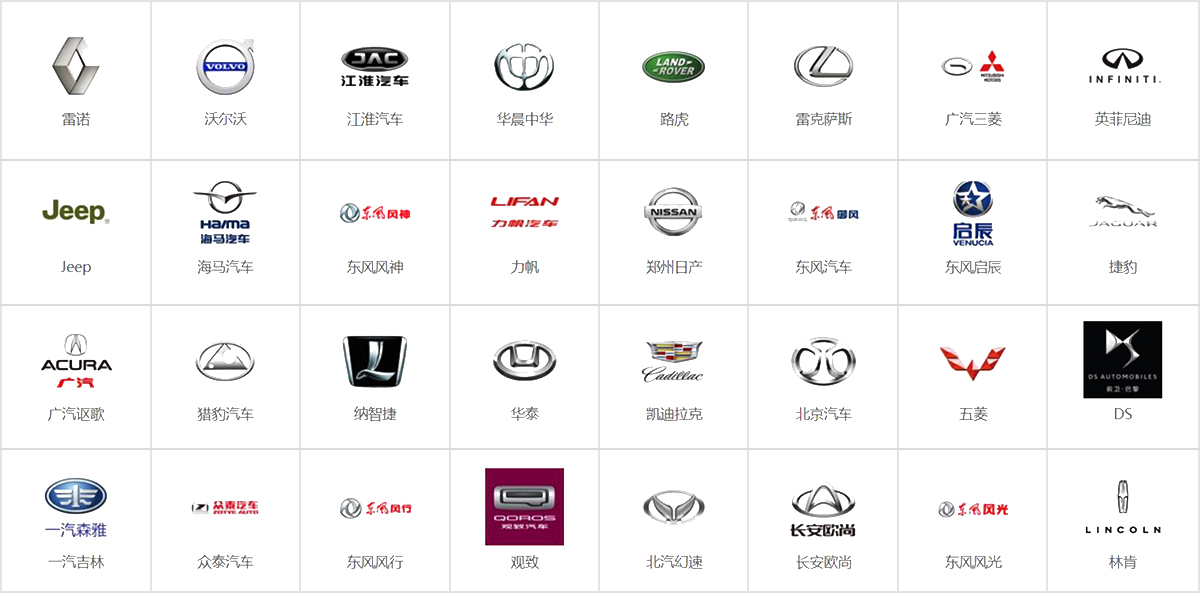 VOLVO
JAC
江淮汽车
LAND-
-ROVER
MITSUBISHI
MOTORS
INFINITI.
雷诺
沃尔沃
江淮汽车
华晨中华
路虎
雷克萨斯
广汽三菱
英菲尼迪
Jeep
Haima
海马汽车
东风风神
LIFAN
力帆汽车
NISSAN
东风御风
启辰
VENUCIA
JAGUAR
Jeep
海马汽车
东风风神
力帆
郑州日产
东风汽车
东风启辰
捷豹
ACURA
广汽
Cadillac
DS AUTOMOBILES
前卫·巴黎
广汽讴歌
猎豹汽车
纳智捷
华泰
凯迪拉克
北京汽车
五菱
DS
一汽森雅
众泰汽车
ZOTYE AUTO
东风风行
QOROS
观致汽车
长安欧尚
东风风光
LINCOLN
一汽吉林
众泰汽车
东风风行
观致
北汽幻速
长安欧尚
东风风光
林肯